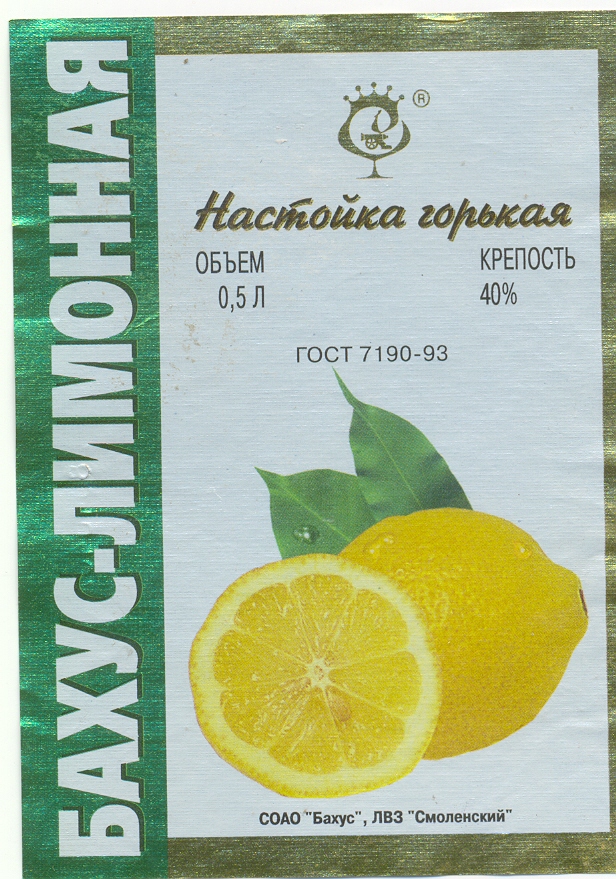 БАХУС-ЛИМОННАЯ
®
Настойка горькая
ОБЪЕМ
0,5 Л
КРЕПОСТЬ
40%
ГОСТ 7190-93
СОАО "Бахус", ЛВЗ "Смоленский"